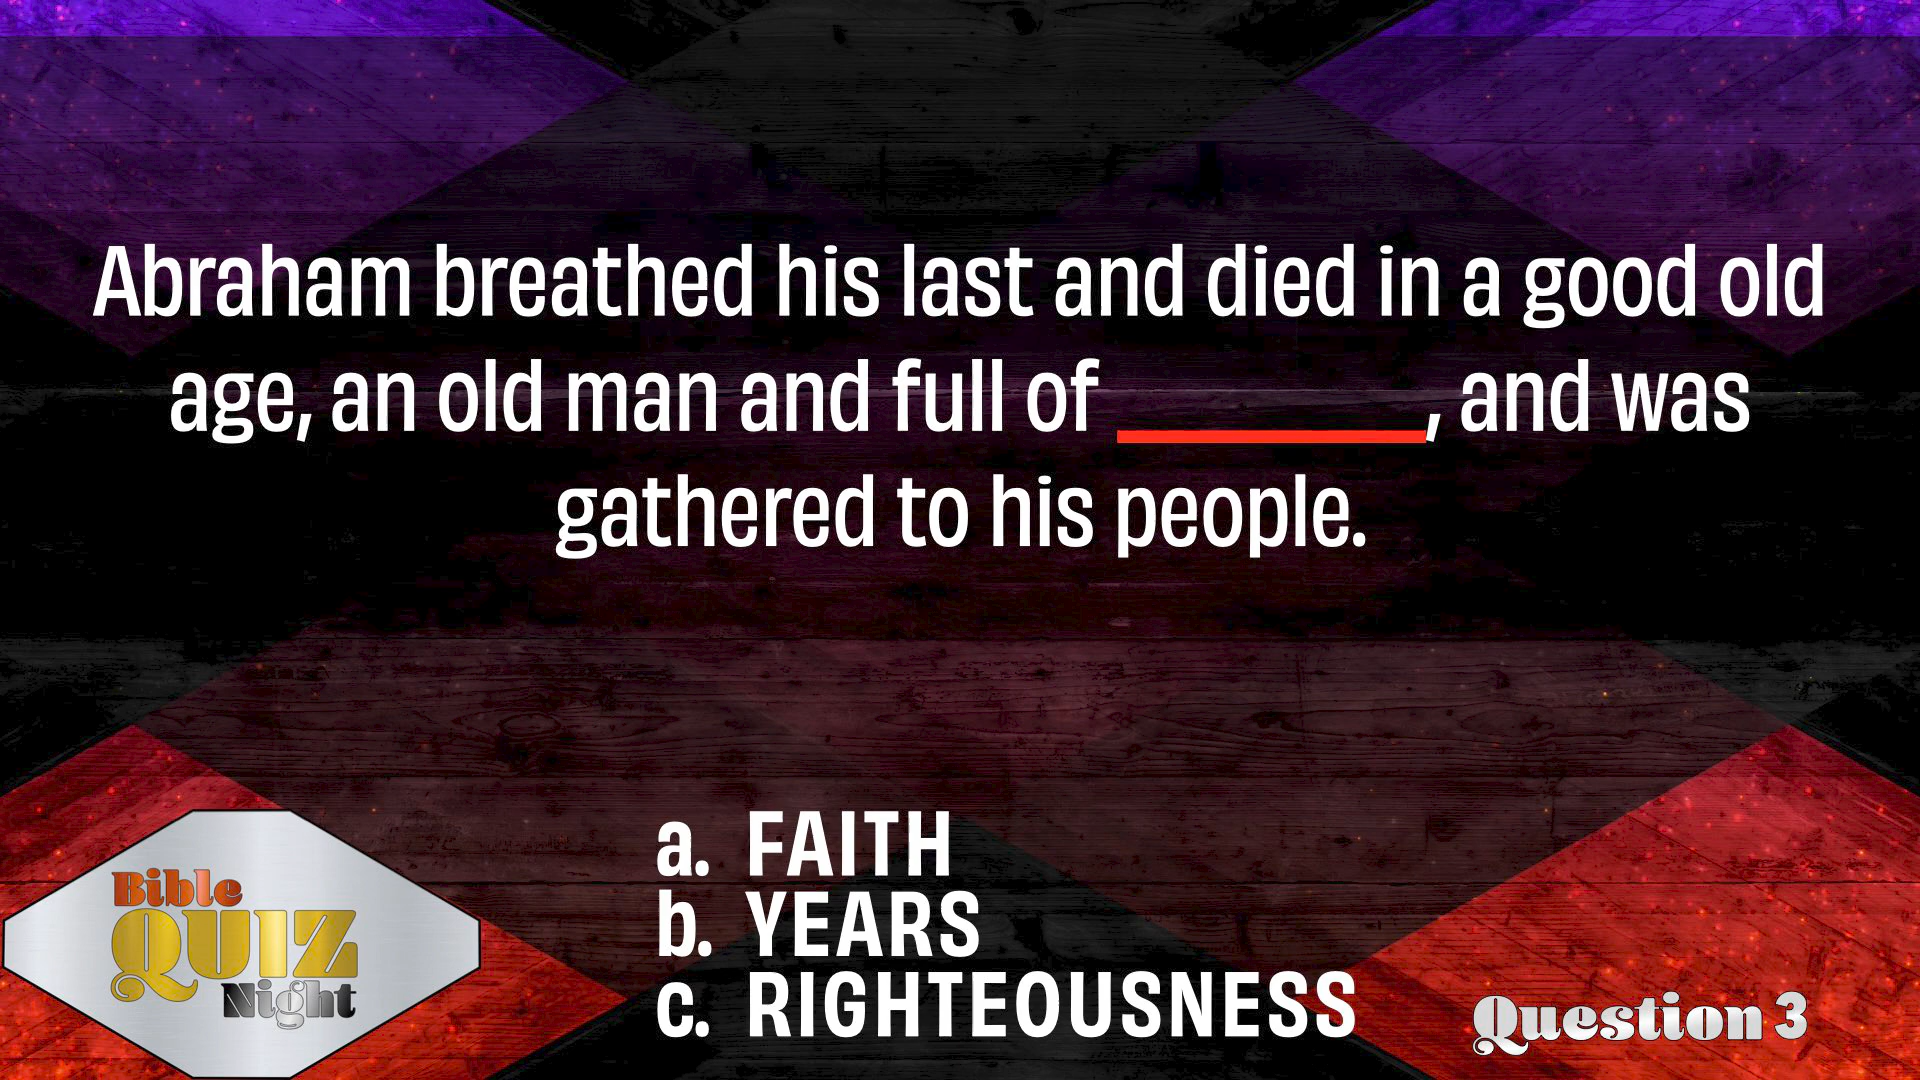 Abraham breathed his last and died in a good old
age, an old man and full of ________, and was
gathered to his people.
a. FAITH
b. YEARS
c. RIGHTEOUSNESS
Bible
QUIZ
Night
Question 3